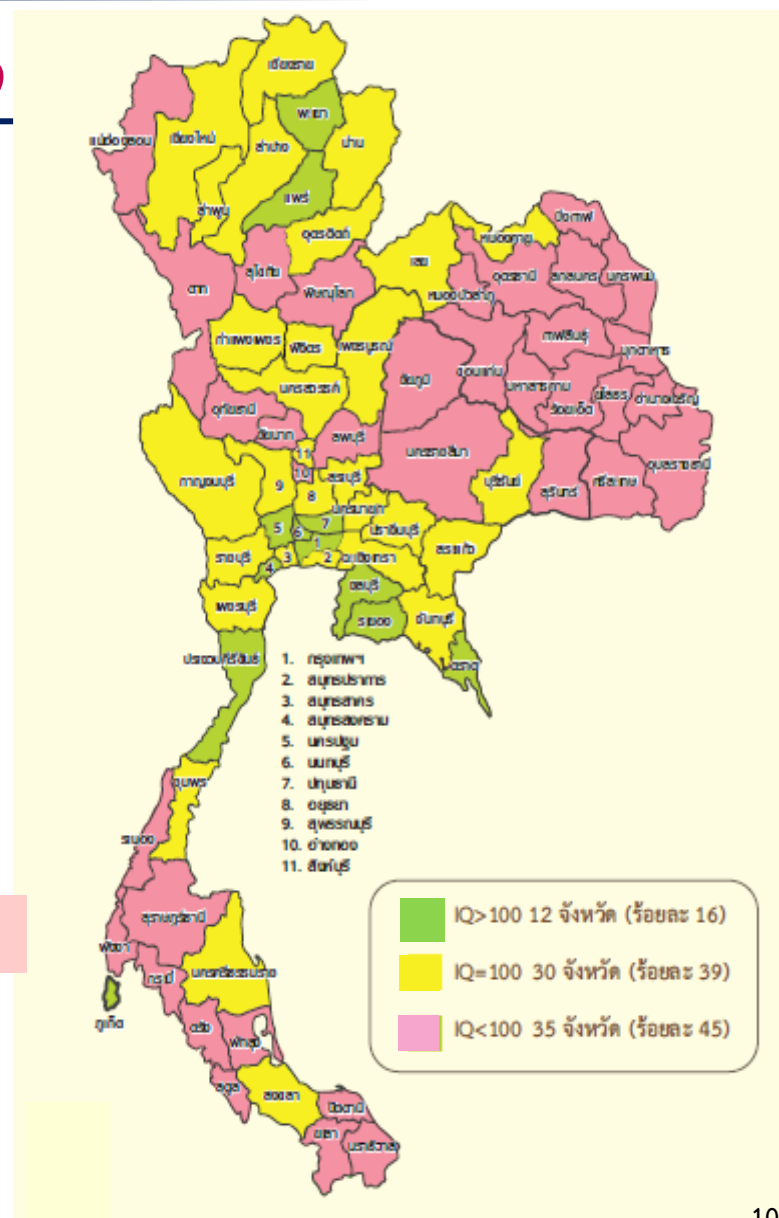 เชียงราย
พะเยา
แม่ฮ่องสอน
เชียงใหม่
ลำปาง
น่าน
ลำพูน
แพร่
อุตรดิตถ์
บึงกาฬ
หนองคาย
เลย
ตาก
สุโขทัย
พิษณุโลก
หนองบัวลำภู
อุดรธานี
สกลนคร
นครพนม
กำแพงเพชร
พิจิตร
เพชรบูรณ์
ขอนแก่น
กาฬสินธุ์
มุกดาหาร
ชัยภูมิ
มหาสารคาม
ร้อยเอ็ด
ยโสธร
อำนาจเจริญ
นครสวรรค์
อุทัยธานี
ชัยนาท
ลพบุรี
นครราชสีมา
บุรีรัมย์
สุรินทร์
ศรีสะเกษ
อุบลราชธานี
กาญจนบุรี
11
10
สระบุรี
9
8
นครนายก
5
6
7
ปราจีนบุรี
1
ราชบุรี
4
3
2
ฉะเชิงเทรา
สระแก้ว
ชลบุรี
เพชรบุรี
ระยอง
จันทบุรี
ตราด
ประจวบคีรีขันธ์
1. กรุงเทพฯ
2. สมุทรปราการ
3. สมุทรสาคร
4. สมุทรสงคราม
5. นครปฐม
6. นนทบุรี
7. ปทุมธานี
8. อยุธยา
9. สุพรรณบุรี
10. อ่างทอง
11. สิงห์บุรี
ชุมพร
ระนอง
สุราษฎร์ธานี
พังงา
กระบี่
นครศรีธรรมราช
ภูเก็ต
ตรัง
พัทลุง
สตูล
สงขลา
ปัตตานี
ยะลา
นราธิวาส
IQ>100 12 จังหวัด (ร้อยละ 16)
IQ=100 30 จังหวัด (ร้อยละ 39)
IQ<100 35 จังหวัด (ร้อยละ 45)
10